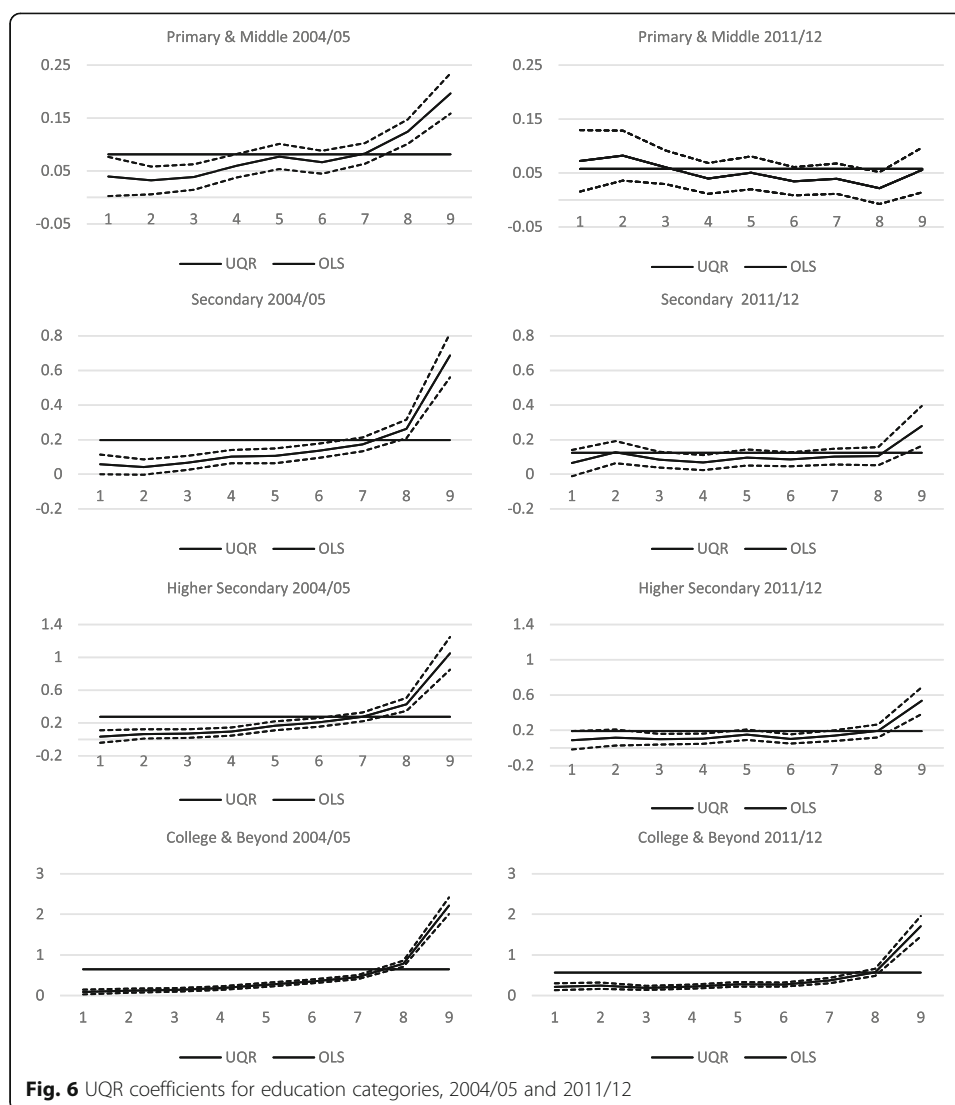 Primary & Middle 2004/05
0.25
0.15
0.05
-0.05
1 2 3 4 5 6 7 8 9
UQR OLS
Primary & Middle 2011/12
0.25
0.15
0.05
-0.05
1 2 3 4 5 6 7 8 9
UQR OLS
Secondary 2004/05
0.8
0.6
0.4
0.2
0
-0.2
1 2 3 4 5 6 7 8 9
UQR OLS
Secondary 2011/12
0.8
0.6
0.4
0.2
0
-0.2
1 2 3 4 5 6 7 8 9
UQR OLS
Higher Secondary 2004/05
1.4
1
0.6
0.2
-0.2
1 2 3 4 5 6 7 8 9
UQR OLS
Higher Secondary 2011/12
1.4
1
0.6
0.2
-0.2
1 2 3 4 5 6 7 8 9
UQR OLS
College & Beyond 2004/05
3
2
1
0
1 2 3 4 5 6 7 8 9
UQR OLS
College & Beyond 2011/12
3
2
1
0
1 2 3 4 5 6 7 8 9
UQR OLS
Fig. 6 UQR coefficients for education categories, 2004/05 and 2011/12